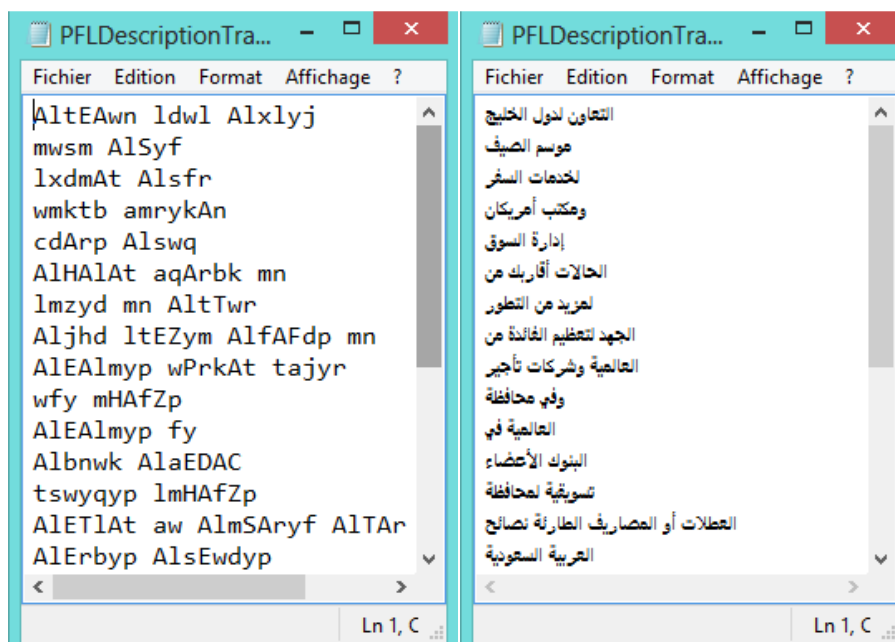 PFLDescriptionTra...
Fichier Edition Format Affichage ?
AltEAwn ldwl Alxlyj
mwsm AlSyf
lxdmAt Alsfr
wmktb amrykAn
cdArp Alswq
AlHAlAt aqArbk mn
lmzyd mn AltTwr
Aljhd ltEZym AlfAFdp mn
AlEAlmyp wPrkAt tajyr
wfy mHAfZp
AlEAlmyp fy
Albnwk AlaEDAC
tswyqyp lmHAfZp
AlETlAt aw AlmSAryf AlTAr
AlErbyp AlsEwdyp
Ln 1, C
PFLDescriptionTra...
Fichier Edition Format Affichage ?
التعاون لدول الخليج
موسم الصيف
لخدمات السفر
ومكتب أمريكان
إدارة السوق
الحالات أقاربك من
لمزيد من التطور
الجهد لتعظيم الفائدة من
العالمية وشركات تأجير
وفي محافظة
العالمية في
البنوك الأعضاء
تسويقية لمحافظة
العطلات أو المصاريف الطارئة نصائح
العربية السعودية
Ln 1, C